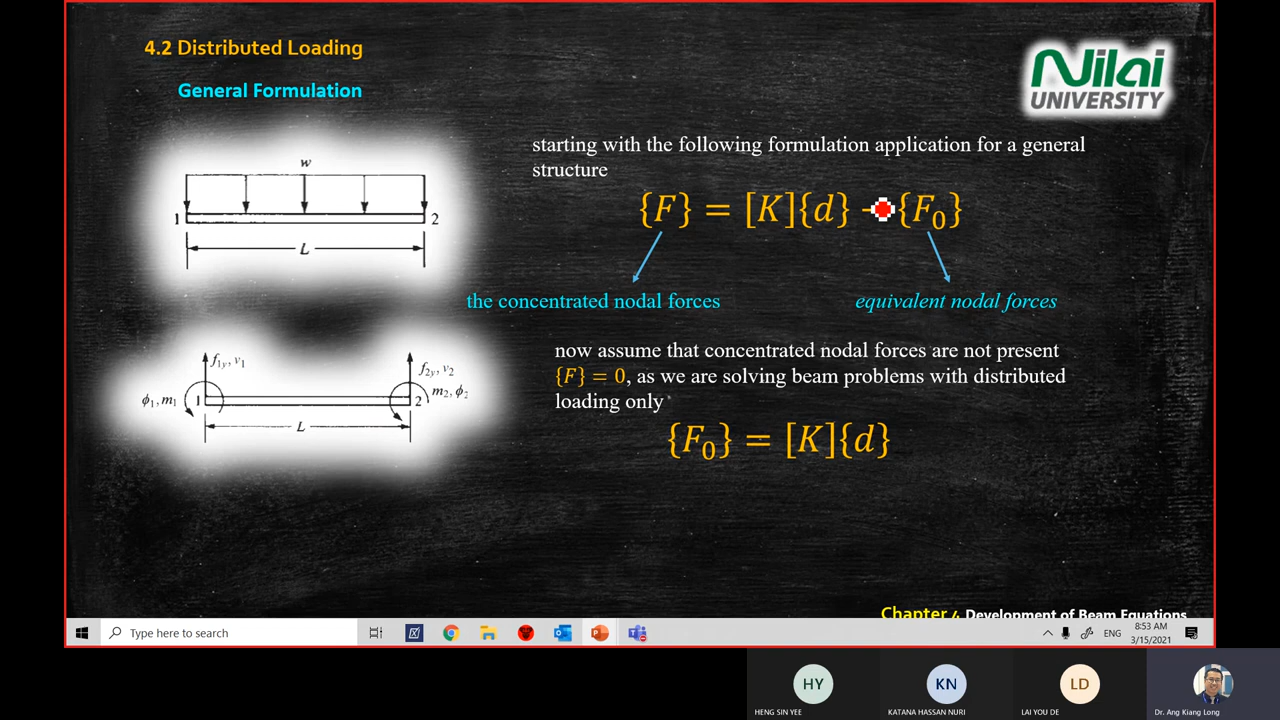 4.2 Distributed Loading
General Formulation
Nilai
UNIVERSITY
w
1
2
L
f1y, v1
f2y, v2
ϕ1, m1
1
2
m2, ϕ2
L
starting with the following formulation application for a general
structure
{F} = [K]{d} - {F0}
the concentrated nodal forces
equivalent nodal forces
now assume that concentrated nodal forces are not present
{F} = 0, as we are solving beam problems with distributed
loading only
{F0} = [K]{d}
Chapter 4 Development of Beam Equations
Type here to search
ENG
8:53 AM
3/15/2021
HY
HENG SIN YEE
KN
KATANA HASSAN NURI
LD
LAI YOU DE
Dr. Ang Kiang Long